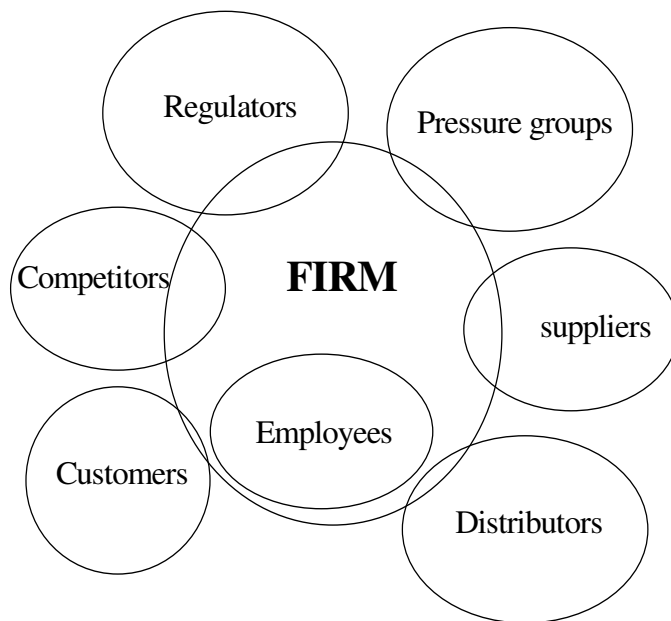 Regulators
Pressure groups
Competitors
FIRM
suppliers
Employees
Customers
Distributors